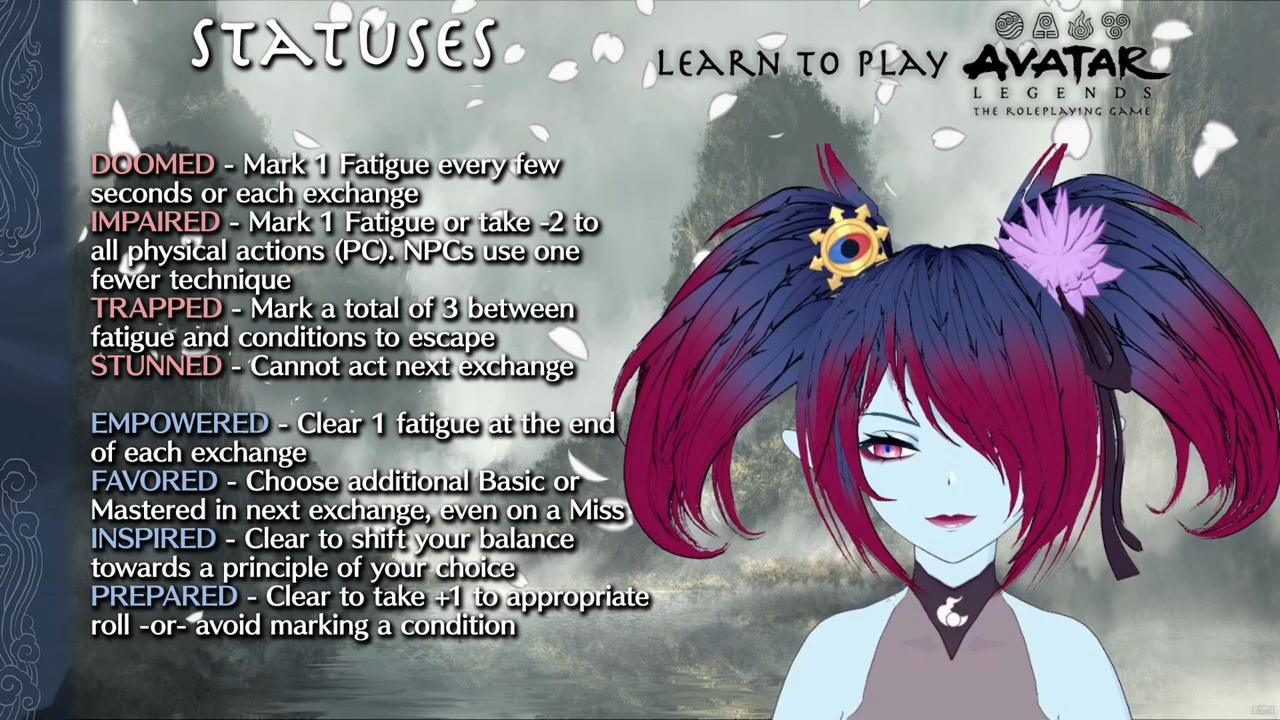 STATUSES
LEARN TO PLAY
AVATAR
LEGENDS
THE ROLEPLAYING GAME
DOOMED - Mark 1 Fatigue every few
seconds or each exchange
IMPAIRED - Mark 1 Fatigue or take -2 to
all physical actions (PC). NPCs use one
fewer technique
TRAPPED - Mark a total of 3 between
fatigue and conditions to escape
STUNNED - Cannot act next exchange
EMPOWERED - Clear 1 fatigue at the end
of each exchange
FAVORED - Choose additional Basic or
Mastered in next exchange, even on a Miss
INSPIRED - Clear to shift your balance
towards a principle of your choice
PREPARED - Clear to take +1 to appropriate
roll -or- avoid marking a condition